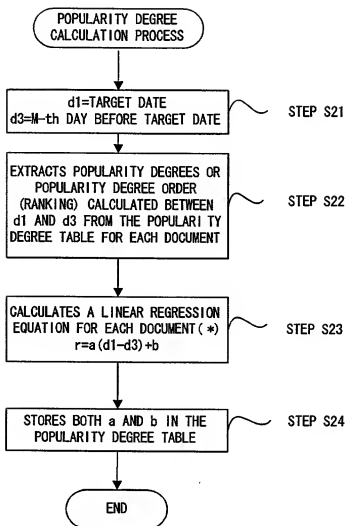 POPULARITY DEGREE
CALCULATION PROCESS
d1=TARGET DATE
d3=M-th DAY BEFORE TARGET DATE
STEP S21
EXTRACTS POPULARITY DEGREES OR
POPULARITY DEGREE ORDER
(RANKING) CALCULATED BETWEEN
d1 AND d3 FROM THE POPULARITY
DEGREE TABLE FOR EACH DOCUMENT
STEP S22
CALCULATES A LINEAR REGRESSION
EQUATION FOR EACH DOCUMENT(*)
r=a(d1-d3)+b
STEP S23
STORES BOTH a AND b IN THE
POPULARITY DEGREE TABLE
STEP S24
END